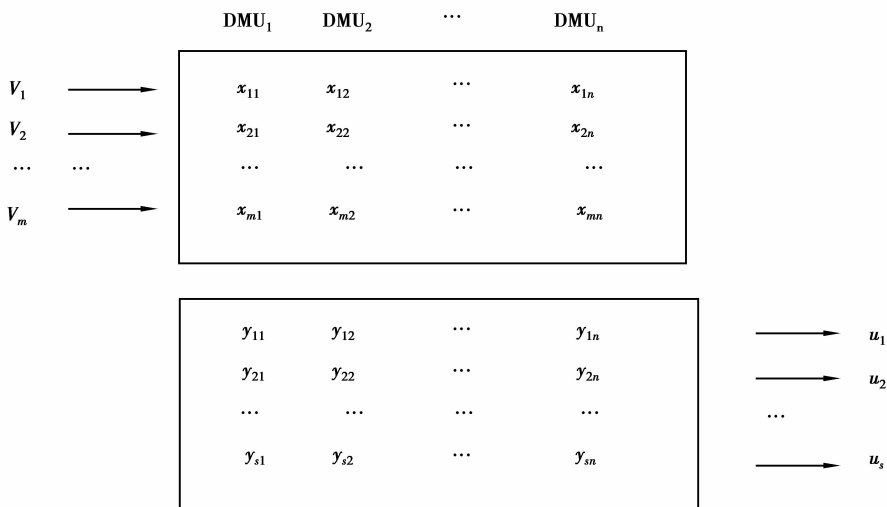 DMU₁ DMU₂ ··· DMUₙ
V₁ x₁₁ x₁₂ ··· x₁ₙ
V₂ x₂₁ x₂₂ ··· x₂ₙ
··· ··· ··· ··· ··· ···
Vₘ xₘ₁ xₘ₂ ··· xₘₙ
y₁₁ y₁₂ ··· y₁ₙ u₁
y₂₁ y₂₂ ··· y₂ₙ u₂
··· ··· ··· ··· ···
yₛ₁ yₛ₂ ··· yₛₙ uₛ